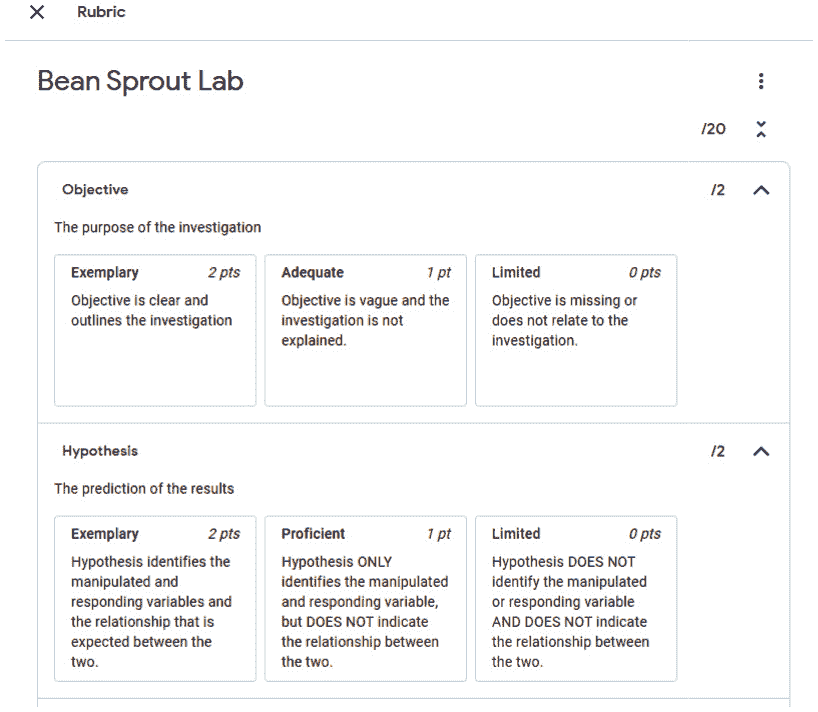 Rubric
Bean Sprout Lab
/20
Objective
/2
The purpose of the investigation
Exemplary 2 pts
Objective is clear and
outlines the investigation
Adequate 1 pt
Objective is vague and the
investigation is not
explained.
Limited 0 pts
Objective is missing or
does not relate to the
investigation.
Hypothesis
/2
The prediction of the results
Exemplary 2 pts
Hypothesis identifies the
manipulated and
responding variables and
the relationship that is
expected between the
two.
Proficient 1 pt
Hypothesis ONLY
identifies the manipulated
and responding variable,
but DOES NOT indicate
the relationship between
the two.
Limited 0 pts
Hypothesis DOES NOT
identify the manipulated
or responding variable
AND DOES NOT indicate
the relationship between
the two.